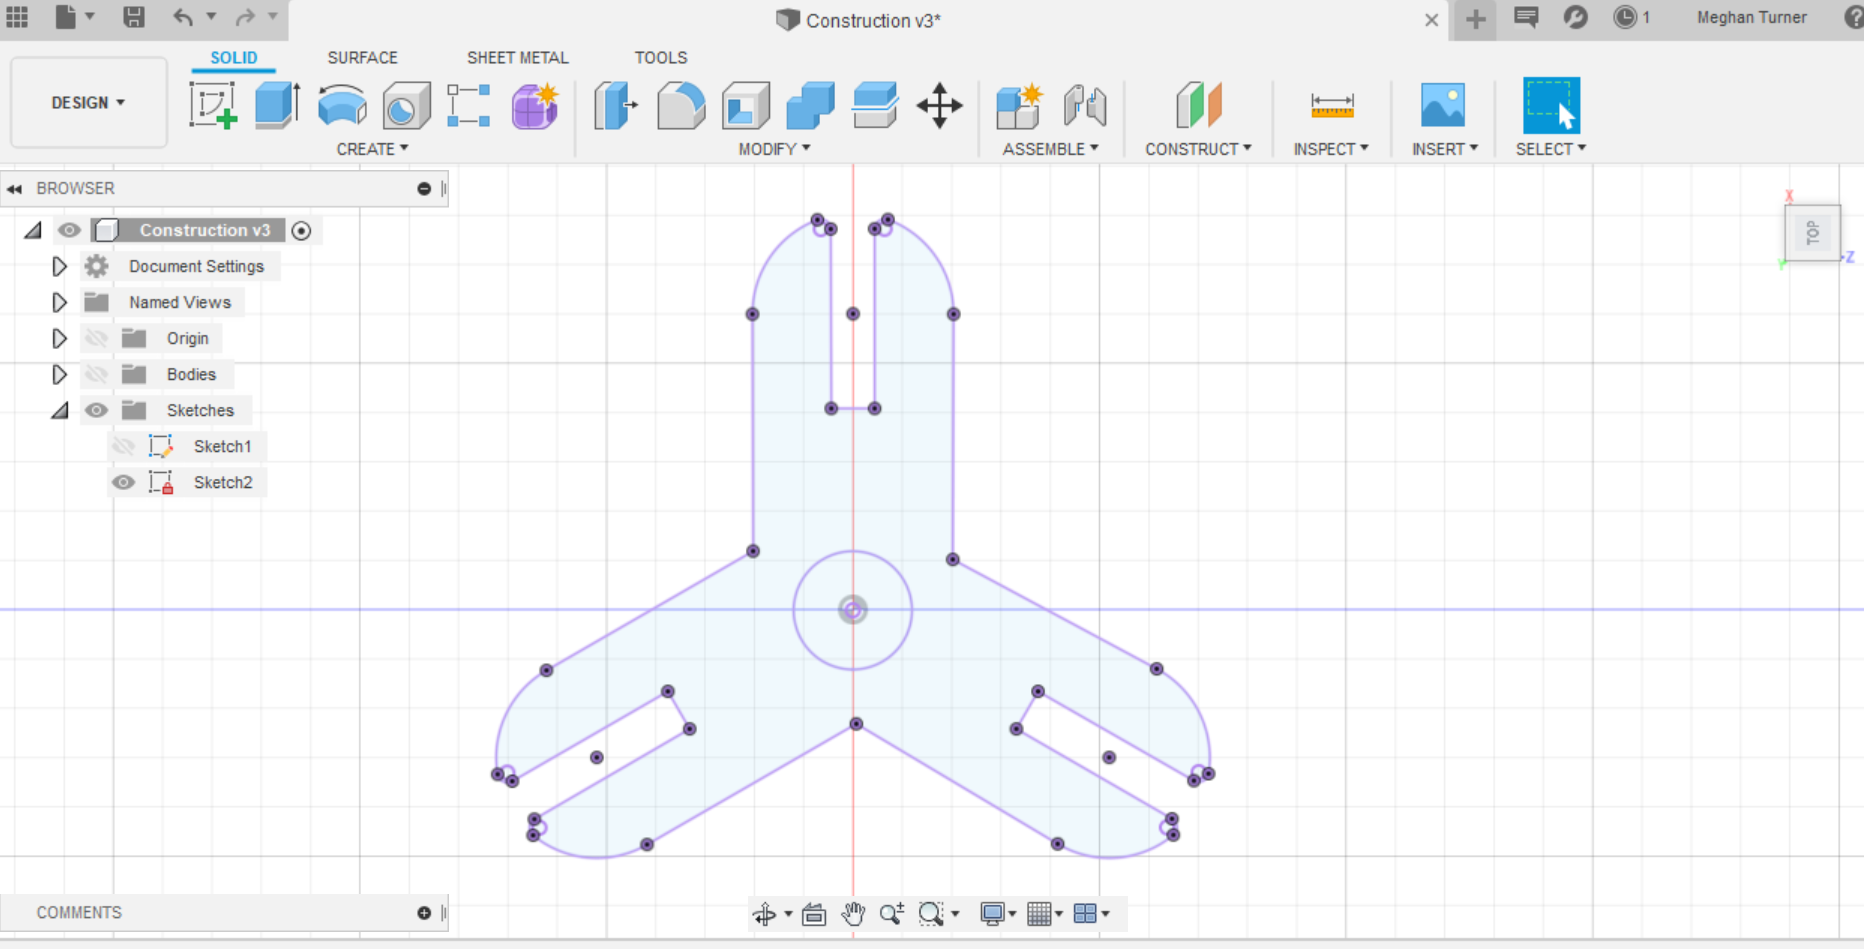 Construction v3*
1
Meghan Turner
?
SOLID
SURFACE
SHEET METAL
TOOLS
DESIGN
CREATE
MODIFY
ASSEMBLE
CONSTRUCT
INSPECT
INSERT
SELECT
BROWSER
Construction v3
Document Settings
Named Views
Origin
Bodies
Sketches
Sketch1
Sketch2
X
TOP
Z
Y
COMMENTS